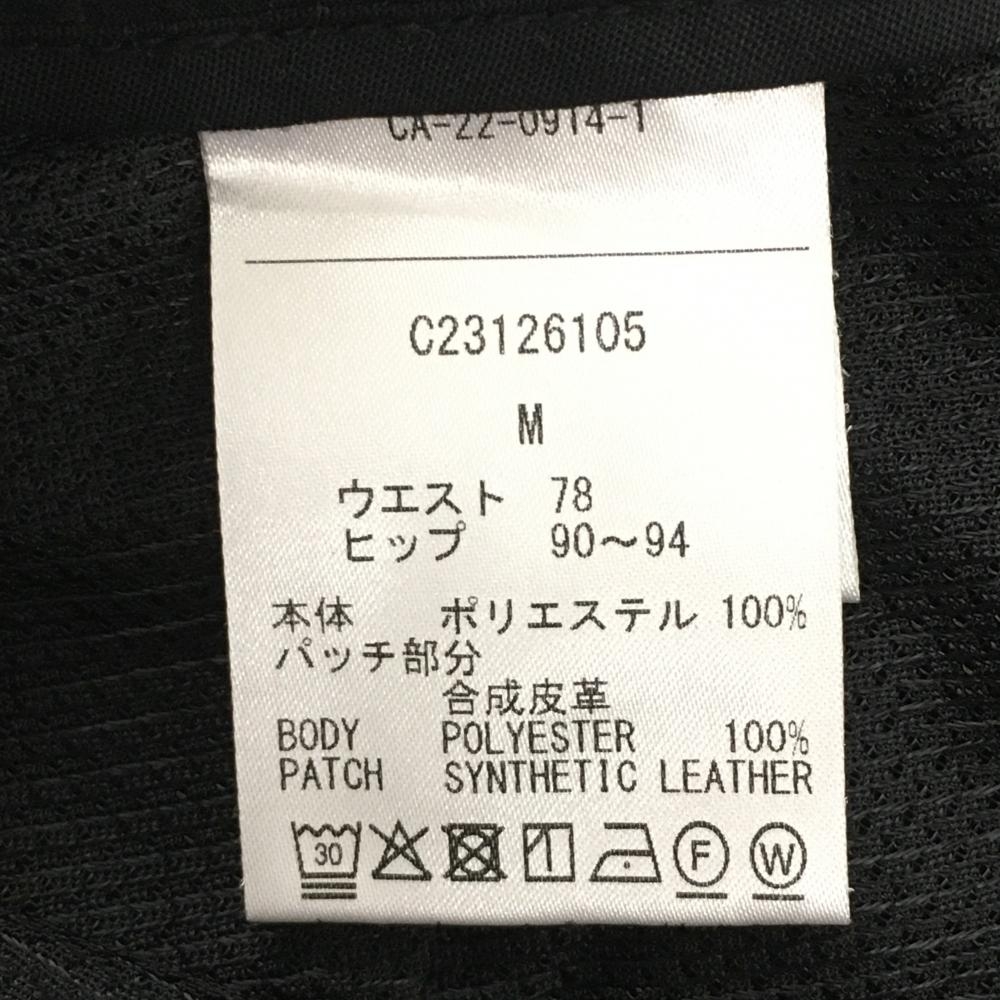 CA-22-0914-1
C23126105
M
ウエスト 78
ヒップ 90～94
本体 ポリエステル 100%
パッチ部分
合成皮革
BODY POLYESTER 100%
PATCH SYNTHETIC LEATHER
30 F W